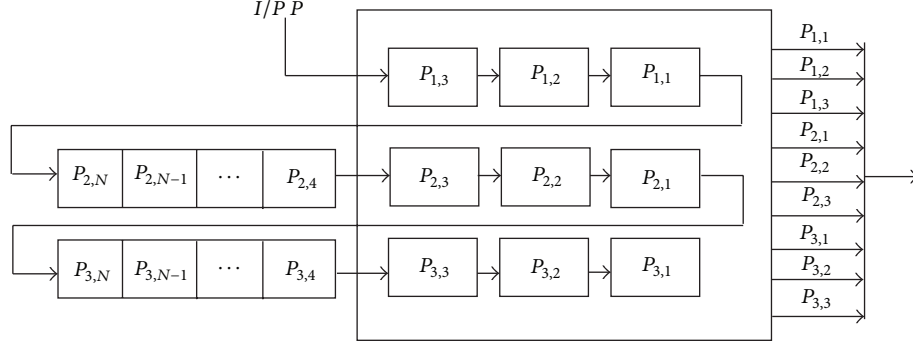 I/P P
P1,3 P1,2 P1,1
P2,N P2,N−1 ⋯ P2,4 P2,3 P2,2 P2,1
P3,N P3,N−1 ⋯ P3,4 P3,3 P3,2 P3,1
P1,1
P1,2
P1,3
P2,1
P2,2
P2,3
P3,1
P3,2
P3,3